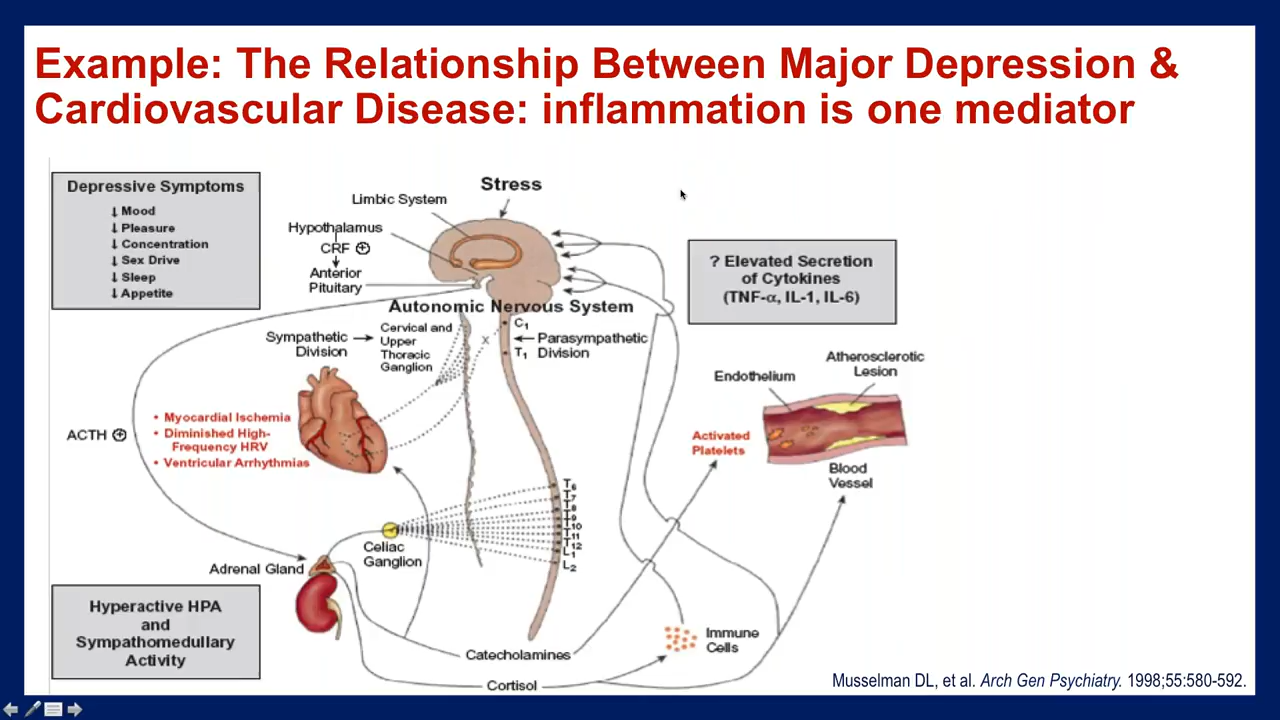 Example: The Relationship Between Major Depression &
Cardiovascular Disease: inflammation is one mediator
Depressive Symptoms
↓ Mood
↓ Pleasure
↓ Concentration
↓ Sex Drive
↓ Sleep
↓ Appetite
Stress
Limbic System
Hypothalamus
CRF ⊕
Anterior
Pituitary
? Elevated Secretion
of Cytokines
(TNF-α, IL-1, IL-6)
Autonomic Nervous System
Sympathetic
Division
Cervical and
Upper
Thoracic
Ganglion
x
C1
T1
Parasympathetic
Division
Endothelium
Atherosclerotic
Lesion
ACTH ⊕
• Myocardial Ischemia
• Diminished High-
Frequency HRV
• Ventricular Arrhythmias
Activated
Platelets
Blood
Vessel
T6
T7
T8
T9
T10
T11
T12
L1
L2
Celiac
Ganglion
Adrenal Gland
Hyperactive HPA
and
Sympathomedullary
Activity
Immune
Cells
Catecholamines
Cortisol
Musselman DL, et al. Arch Gen Psychiatry. 1998;55:580-592.